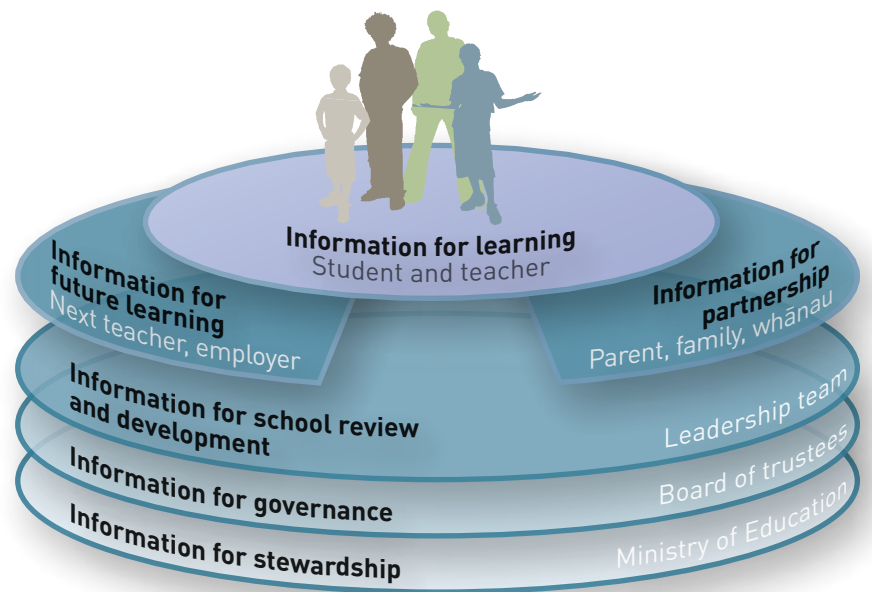 Information for learning
Student and teacher
Information for
future learning
Next teacher, employer
Information for
partnership
Parent, family, whānau
Information for school review
and development
Leadership team
Information for governance
Board of trustees
Information for stewardship
Ministry of Education